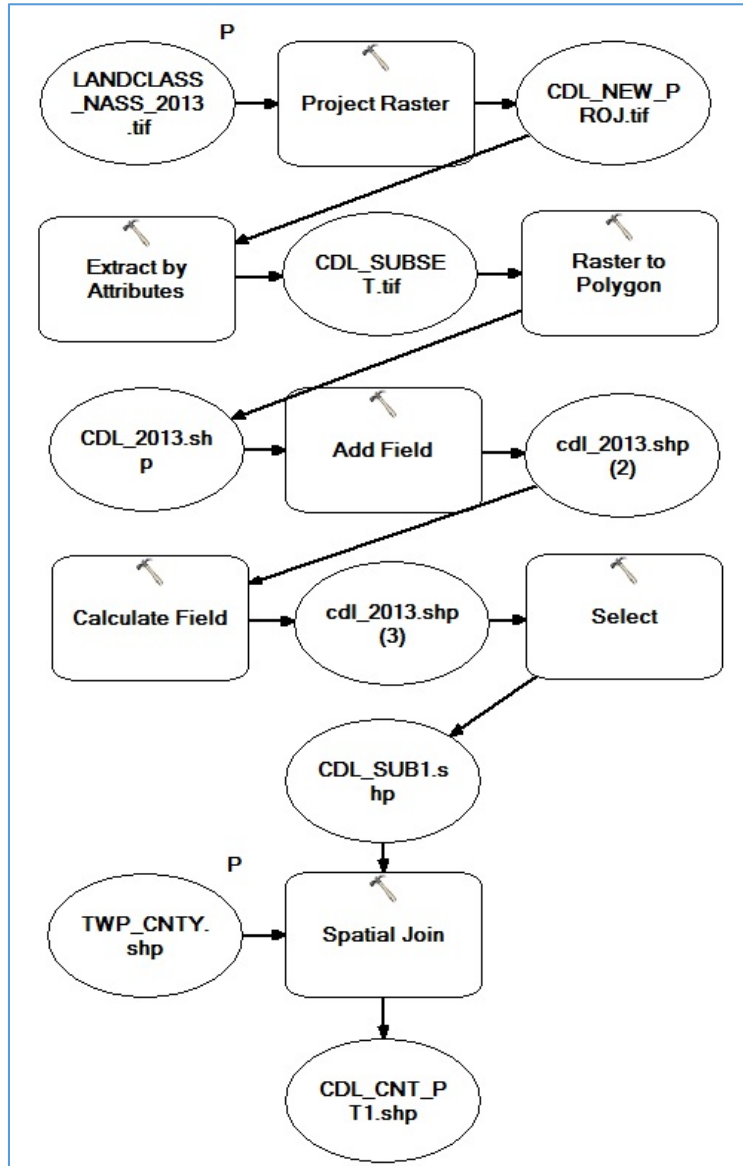 P
LANDCLASS
_NASS_2013
.tif
Project Raster
CDL_NEW_P
ROJ.tif
Extract by
Attributes
CDL_SUBSE
T.tif
Raster to
Polygon
CDL_2013.sh
p
Add Field
cdl_2013.shp
(2)
Calculate Field
cdl_2013.shp
(3)
Select
CDL_SUB1.s
hp
P
TWP_CNTY.
shp
Spatial Join
CDL_CNT_P
T1.shp